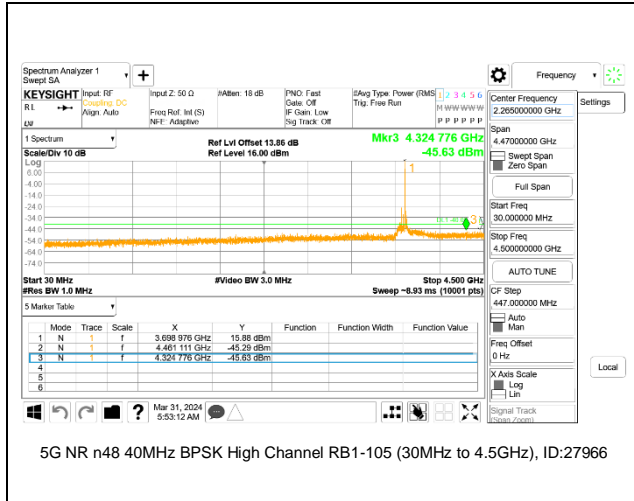 Spectrum Analyzer 1
Swept SA
KEYSIGHT
RL
Input: RF
Coupling: DC
Align: Auto
Input Z: 50 Ω
Freq Ref: Int (S)
NFE: Adaptive
#Atten: 18 dB
PNO: Fast
Gate: Off
IF Gain: Low
Sig Track: Off
#Avg Type: Power (RMS
Trig: Free Run
1 2 3 4 5 6
M W W W W W
P P P P P P
1 Spectrum
Scale/Div 10 dB
Ref Lvl Offset 13.86 dB
Ref Level 16.00 dBm
Mkr3 4.324 776 GHz
-45.63 dBm
Log
6.00
-4.00
-14.0
-24.0
-34.0
-44.0
-54.0
-64.0
-74.0
1
3
Start 30 MHz
#Res BW 1.0 MHz
#Video BW 3.0 MHz
Stop 4.500 GHz
Sweep ~8.93 ms (10001 pts)
5 Marker Table
Mode Trace Scale X Y Function Function Width Function Value
1 N 1 f 3.698 976 GHz 15.88 dBm
2 N 1 f 4.461 111 GHz -45.29 dBm
3 N 1 f 4.324 776 GHz -45.63 dBm
4
5
6
Mar 31, 2024
5:53:12 AM
Frequency
Settings
Center Frequency
2.265000000 GHz
Span
4.47000000 GHz
Swept Span
Zero Span
Full Span
Start Freq
30.000000 MHz
Stop Freq
4.50000000 GHz
AUTO TUNE
CF Step
447.000000 MHz
Auto
Man
Freq Offset
0 Hz
X Axis Scale
Log
Lin
Signal Track
(Span Zoom)
Local
5G NR n48 40MHz BPSK High Channel RB1-105 (30MHz to 4.5GHz), ID:27966